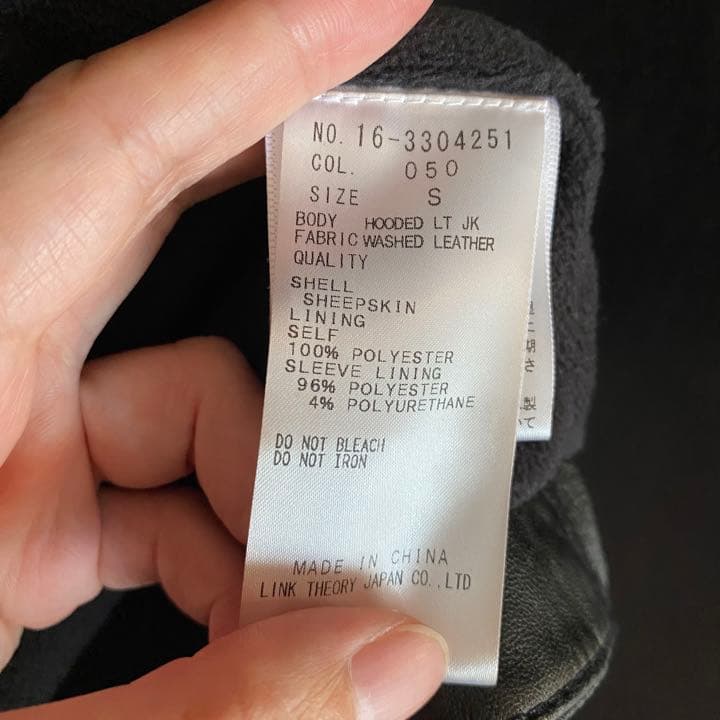 NO. 16-3304251
COL. 050
SIZE S
BODY HOODED LT JK
FABRIC WASHED LEATHER
QUALITY
SHELL
SHEEPSKIN
LINING
SELF
100% POLYESTER
SLEEVE LINING
96% POLYESTER
4% POLYURETHANE
DO NOT BLEACH
DO NOT IRON
MADE IN CHINA
LINK THEORY JAPAN CO.,LTD